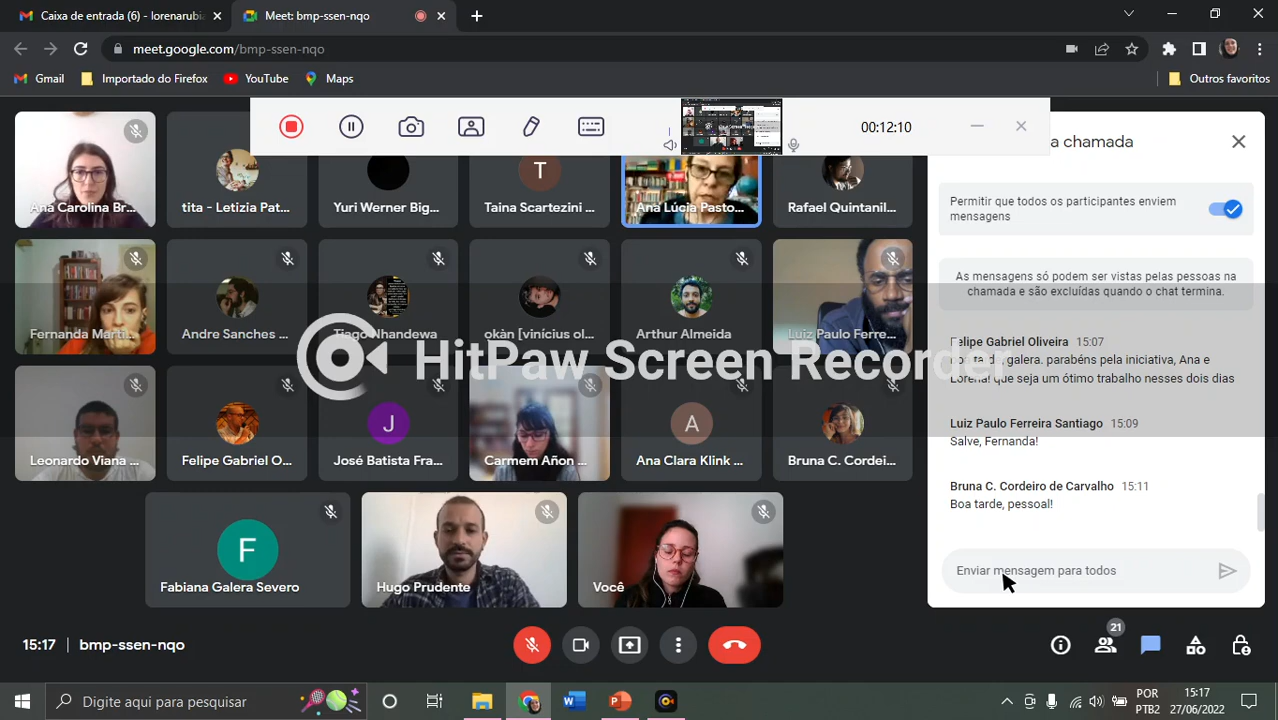 Caixa de entrada (6) - lorenarubia
Meet: bmp-ssen-nqo
meet.google.com/bmp-ssen-nqo
Gmail
Importado do Firefox
YouTube
Maps
Outros favoritos
00:12:10
a chamada
Ana Carolina Br...
tita - Letizia Pat...
Yuri Werner Big...
T
Taina Scartezini ...
Ana Lúcia Pasto...
Rafael Quintanil...
Permitir que todos os participantes enviem
mensagens
As mensagens só podem ser vistas pelas pessoas na
chamada e são excluídas quando o chat termina.
Fernanda Marti...
Andre Sanches ...
Tiago Nhandewa
okàn [vinícius ol...
Arthur Almeida
Luiz Paulo Ferre...
HitPaw Screen Recorder
Felipe Gabriel Oliveira 15:07
galera. parabéns pela iniciativa, Ana e
Lorena! que seja um ótimo trabalho nesses dois dias
Luiz Paulo Ferreira Santiago 15:09
Salve, Fernanda!
Bruna C. Cordeiro de Carvalho 15:11
Boa tarde, pessoal!
Leonardo Viana ...
Felipe Gabriel O...
J
José Batista Fra...
Carmem Añon ...
A
Ana Clara Klink ...
Bruna C. Cordei...
F
Fabiana Galera Severo
Hugo Prudente
Você
Enviar mensagem para todos
15:17 | bmp-ssen-nqo
21
Digite aqui para pesquisar
POR
PTB2
15:17
27/06/2022